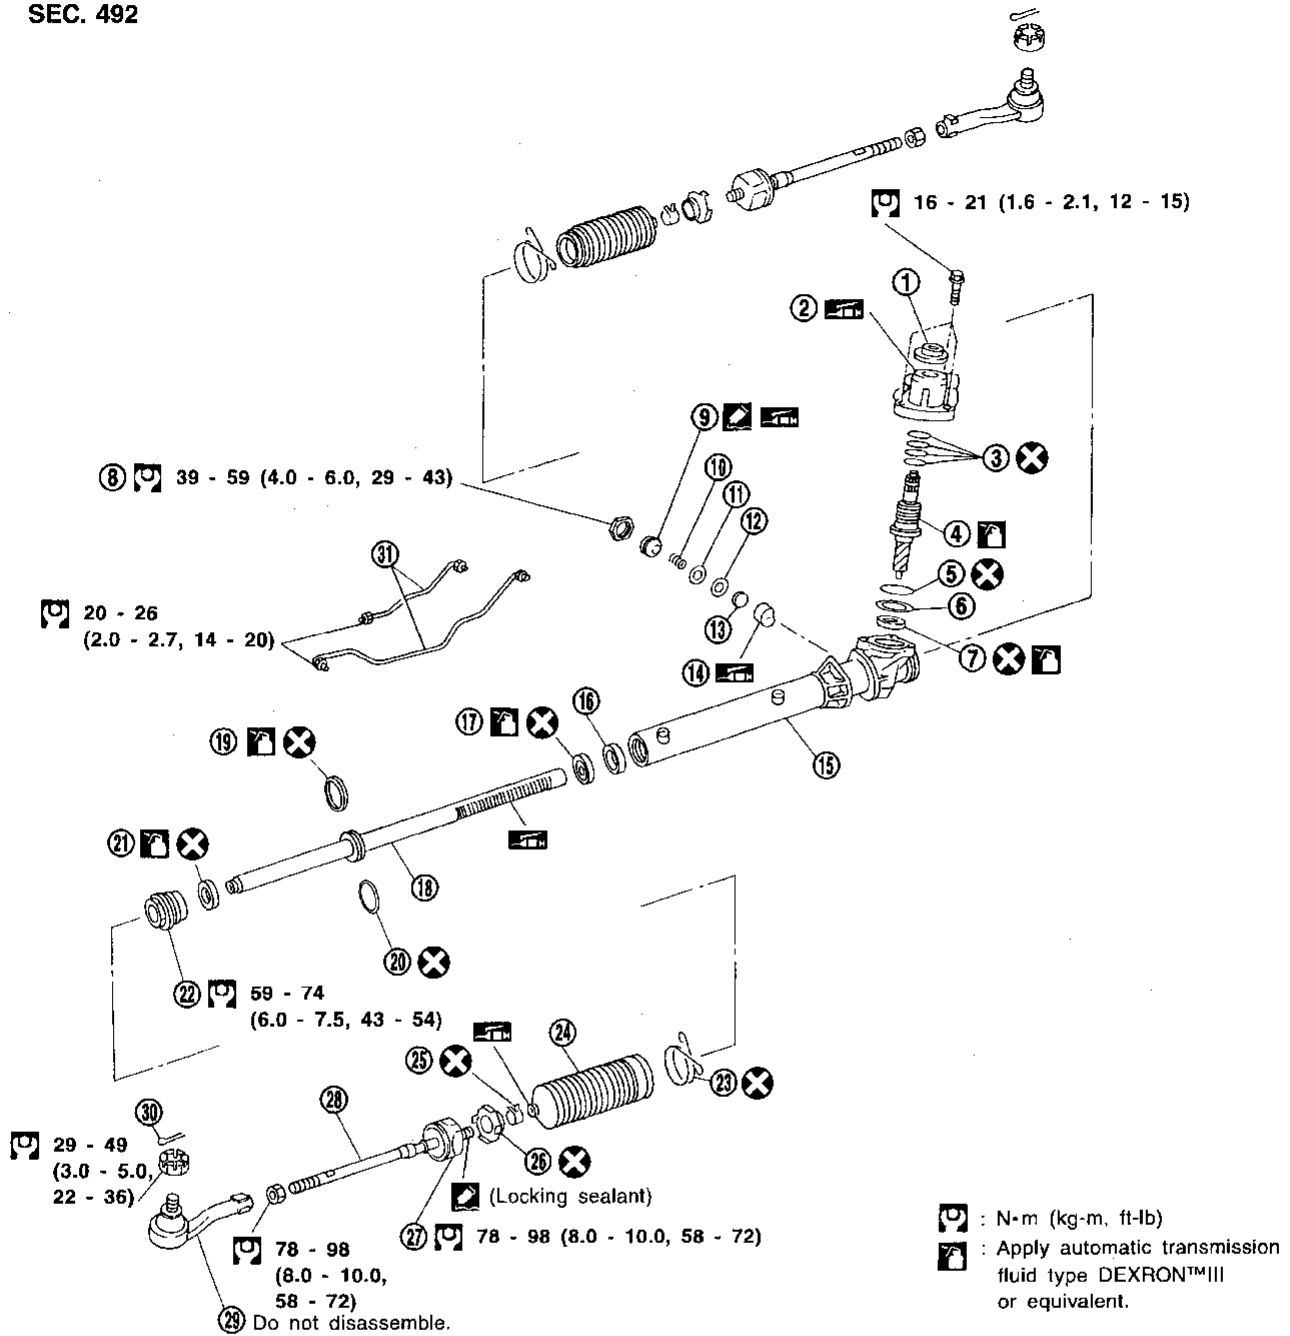 SEC. 492
16 - 21 (1.6 - 2.1, 12 - 15)
1
2
9
3
8 39 - 59 (4.0 - 6.0, 29 - 43)
10
11
12
4
31
5
20 - 26
(2.0 - 2.7, 14 - 20)
6
13
7
14
16
17
19
15
21
18
20
22 59 - 74
(6.0 - 7.5, 43 - 54)
24
25
23
28
30
29 - 49
(3.0 - 5.0,
22 - 36)
26
(Locking sealant)
27 78 - 98 (8.0 - 10.0, 58 - 72)
78 - 98
(8.0 - 10.0,
58 - 72)
29 Do not disassemble.
: N•m (kg-m, ft-lb)
: Apply automatic transmission
fluid type DEXRON™III
or equivalent.